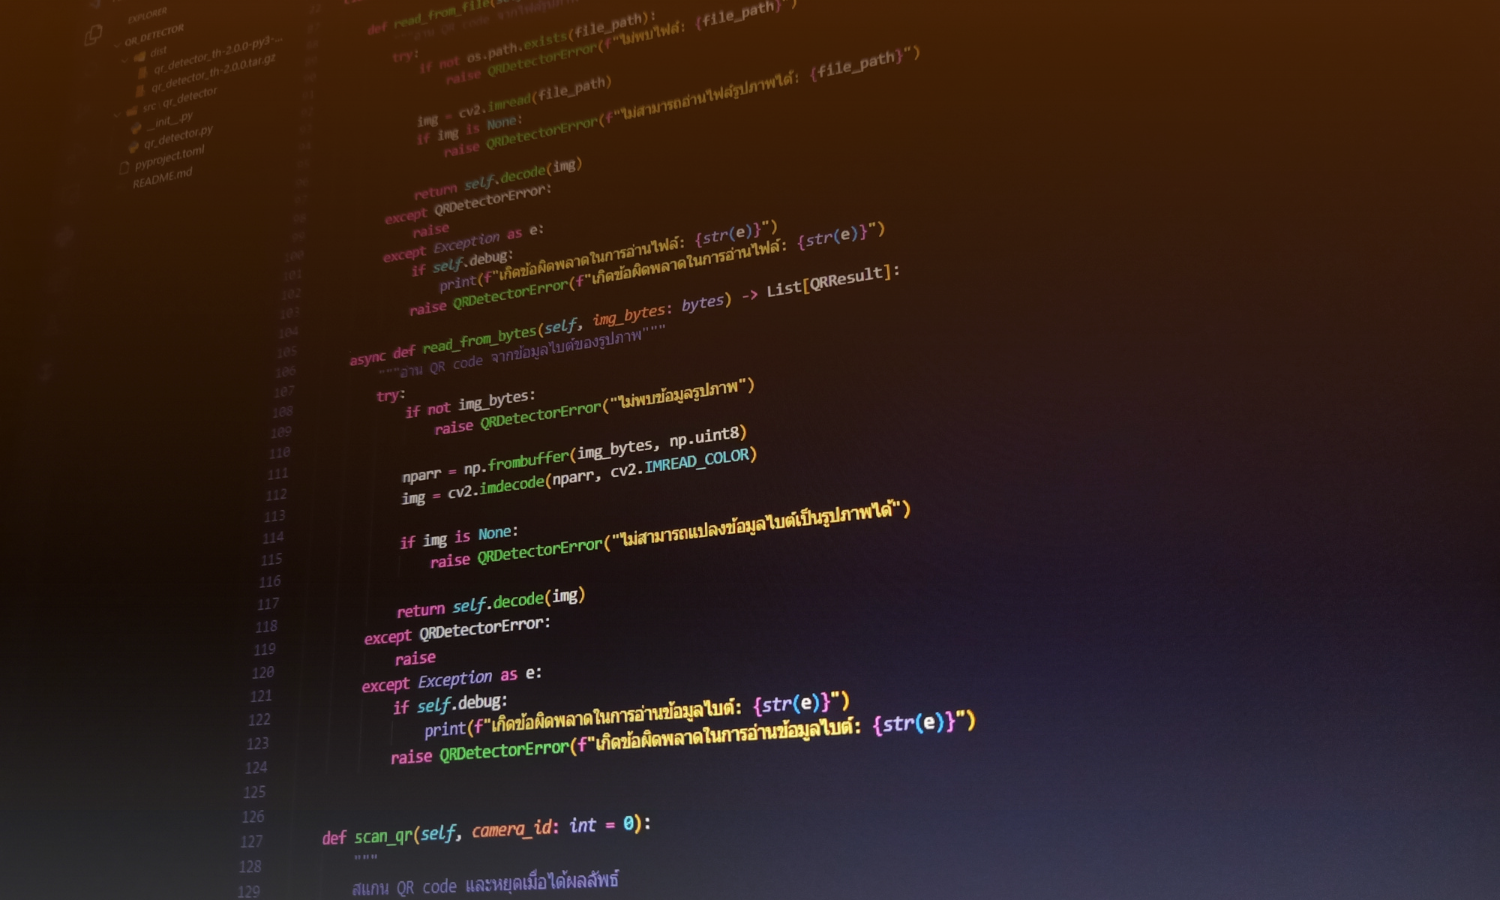 EXPLORER
QR_DETECTOR
dist
qr_detector_th-2.0.0-py3-...
qr_detector_th-2.0.0.tar.gz
src \ qr_detector
__init__.py
qr_detector.py
pyproject.toml
README.md
def read_from_file(
"""อ่าน QR code จากไฟล์รูปภาพ
try:
if not os.path.exists(file_path):
raise QRDetectorError(f"ไม่พบไฟล์: {file_path}")
img = cv2.imread(file_path)
if img is None:
raise QRDetectorError(f"ไม่สามารถอ่านไฟล์รูปภาพได้: {file_path}")
return self.decode(img)
except QRDetectorError:
raise
except Exception as e:
100 if self.debug:
101 print(f"เกิดข้อผิดพลาดในการอ่านไฟล์: {str(e)}")
102 raise QRDetectorError(f"เกิดข้อผิดพลาดในการอ่านไฟล์: {str(e)}")
103
104 async def read_from_bytes(self, img_bytes: bytes) -> List[QRResult]:
105 """อ่าน QR code จากข้อมูลไบต์ของรูปภาพ"""
106 try:
107 if not img_bytes:
108 raise QRDetectorError("ไม่พบข้อมูลรูปภาพ")
109
110 nparr = np.frombuffer(img_bytes, np.uint8)
111 img = cv2.imdecode(nparr, cv2.IMREAD_COLOR)
112
113 if img is None:
114 raise QRDetectorError("ไม่สามารถแปลงข้อมูลไบต์เป็นรูปภาพได้")
115
116 return self.decode(img)
117 except QRDetectorError:
118 raise
119 except Exception as e:
120 if self.debug:
121 print(f"เกิดข้อผิดพลาดในการอ่านข้อมูลไบต์: {str(e)}")
122 raise QRDetectorError(f"เกิดข้อผิดพลาดในการอ่านข้อมูลไบต์: {str(e)}")
123
124
125
126 def scan_qr(self, camera_id: int = 0):
127 """
128 สแกน QR code และหยุดเมื่อได้ผลลัพธ์
129